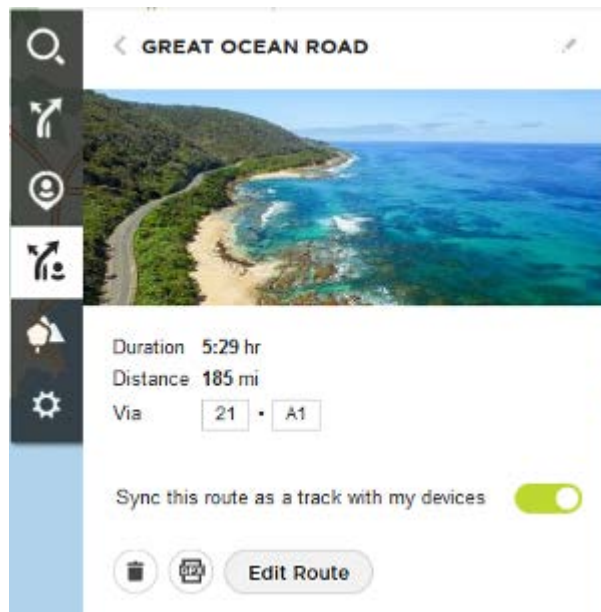 GREAT OCEAN ROAD
Duration 5:29 hr
Distance 185 mi
Via 21 • A1
Sync this route as a track with my devices
GPX
Edit Route